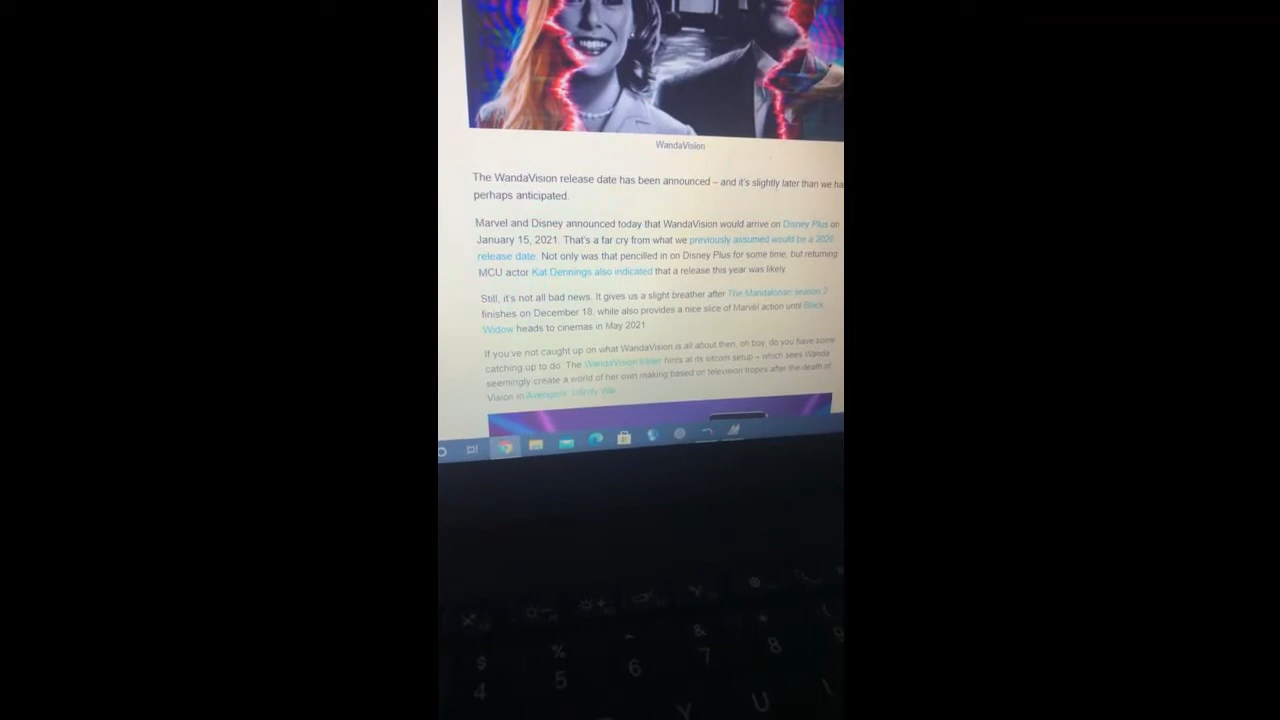 WandaVision
The WandaVision release date has been announced – and it's slightly later than we ha
perhaps anticipated.
Marvel and Disney announced today that WandaVision would arrive on Disney Plus on
January 15, 2021. That's a far cry from what we previously assumed would be a 2020
release date. Not only was that pencilled in on Disney Plus for some time, but returning
MCU actor Kat Dennings also indicated that a release this year was likely.
Still, it's not all bad news. It gives us a slight breather after The Mandalorian season 2
finishes on December 18, while also provides a nice slice of Marvel action until Black
Widow heads to cinemas in May 2021
If you've not caught up on what WandaVision is all about then, oh boy, do you have some
catching up to do. The WandaVision trailer hints at its sitcom setup – which sees Wanda
seemingly create a world of her own making based on television tropes after the death of
Vision in Avengers: Infinity War
$ % ^ & *
4 5 6 7 8
Y U